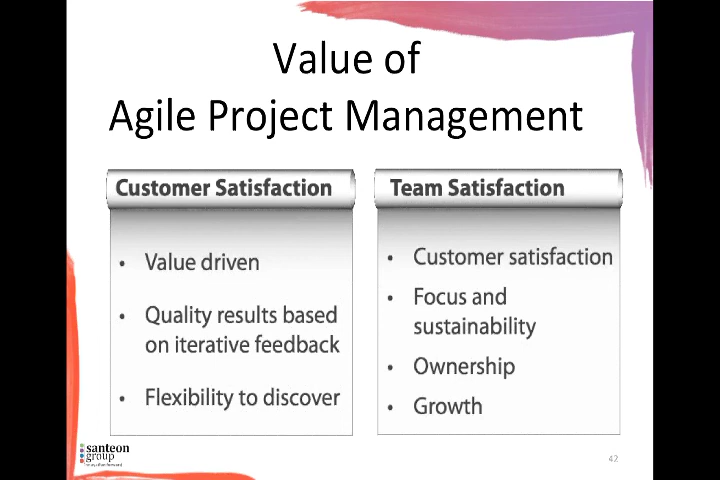 Value of
Agile Project Management
Customer Satisfaction
• Value driven
• Quality results based
on iterative feedback
• Flexibility to discover
Team Satisfaction
• Customer satisfaction
• Focus and
sustainability
• Ownership
• Growth
santeon
group
42